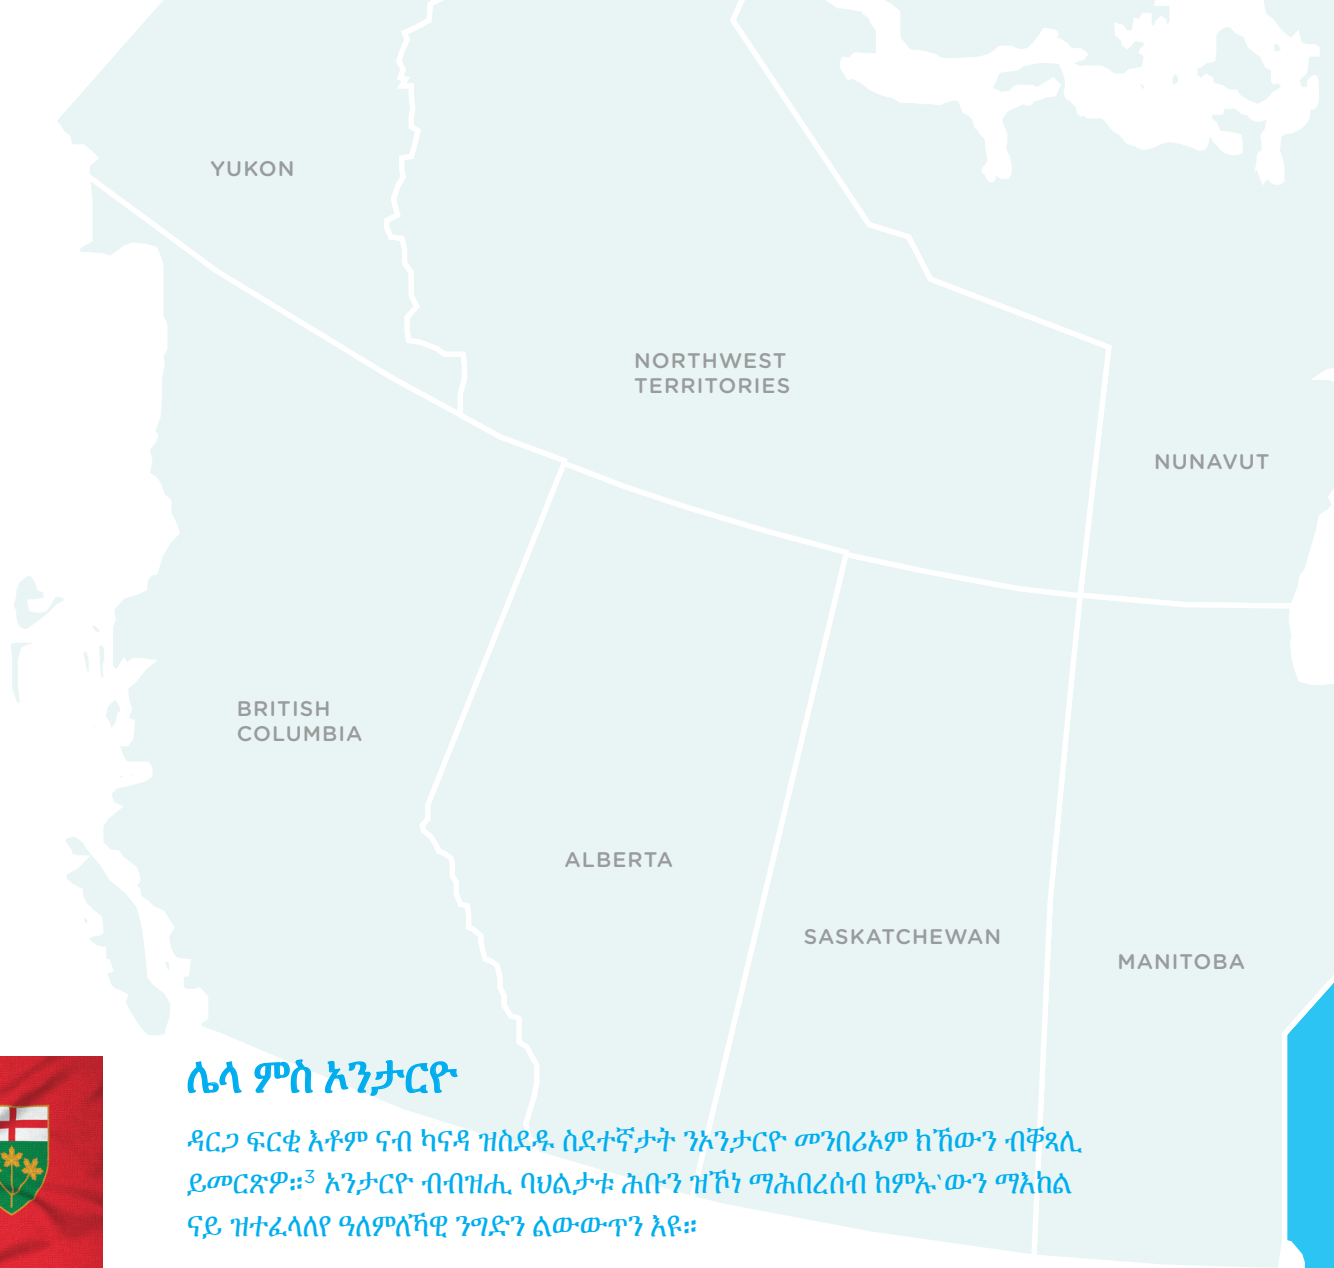 YUKON
NORTHWEST
TERRITORIES
NUNAVUT
BRITISH
COLUMBIA
ALBERTA
SASKATCHEWAN
MANITOBA
ሌላ ምስ ኦንታርዮ
ዳርጋ ፍርቂ እቶም ናብ ካናዳ ዝስደዱ ስደተኛታት ንኦንታርዮ መንበሪኦም ክኸውን ብቐጻሊ
ይመርጽዎ።³ ኦንታርዮ ብብዝሒ ባህልታቱ ሕቡን ዝኾነ ማሕበረሰብ ከምኡ`ውን ማእከል
ናይ ዝተፈላለየ ዓለምለኻዊ ንግድን ልውውጥን እዩ።